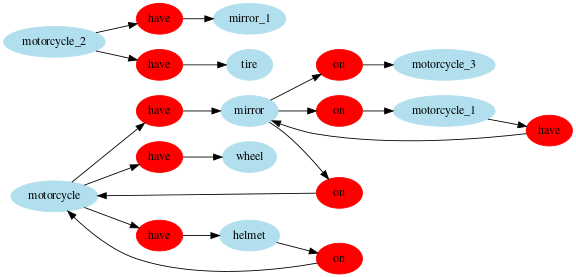 have mirror_1
motorcycle_2
have tire on motorcycle_3
have mirror on motorcycle_1
have
have wheel
motorcycle on
have helmet
on